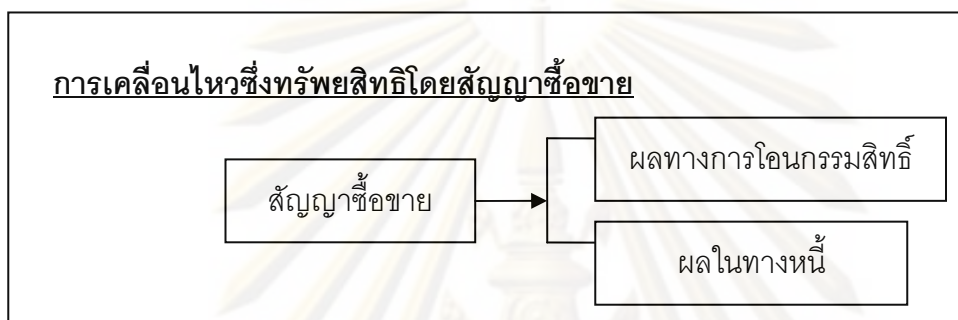 การเคลื่อนไหวซึ่งทรัพยสิทธิโดยสัญญาซื้อขาย
ผลทางการโอนกรรมสิทธิ์
สัญญาซื้อขาย
ผลในทางหนี้